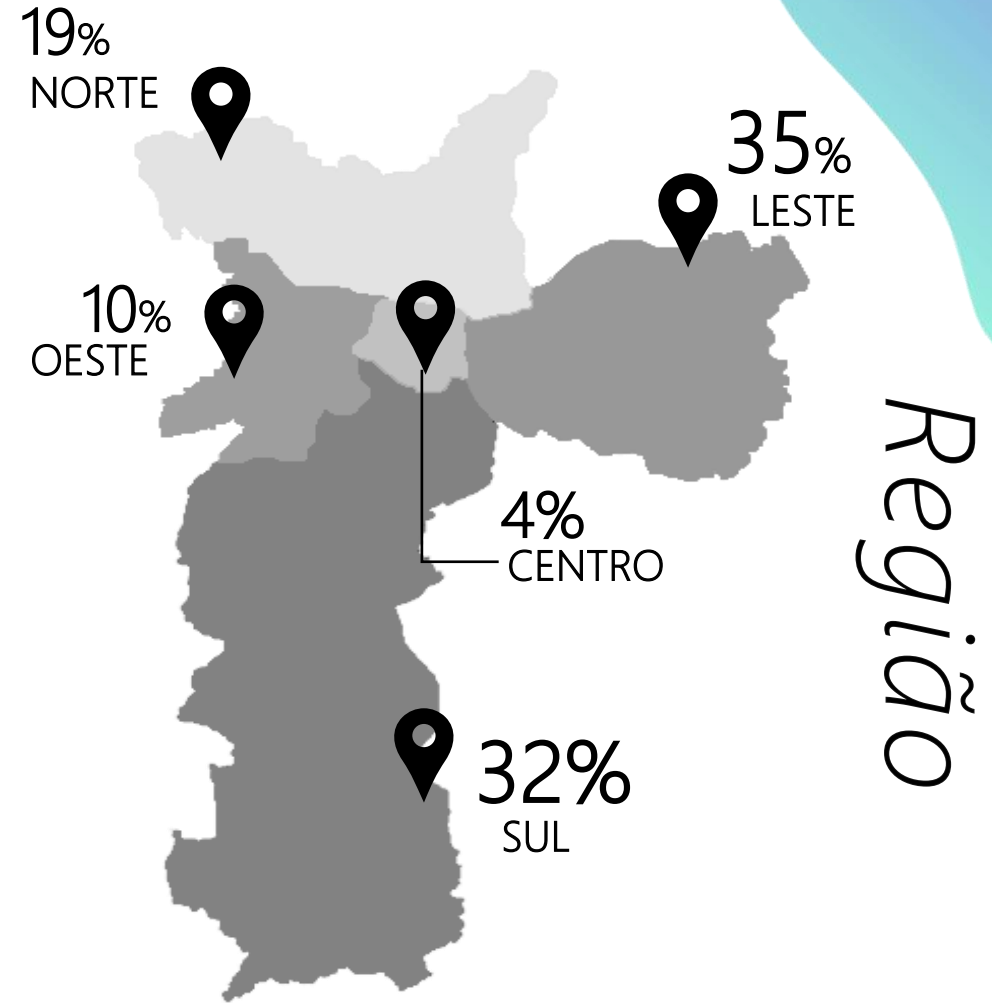 19%
NORTE
35%
LESTE
10%
OESTE
4%
CENTRO
32%
SUL
Região